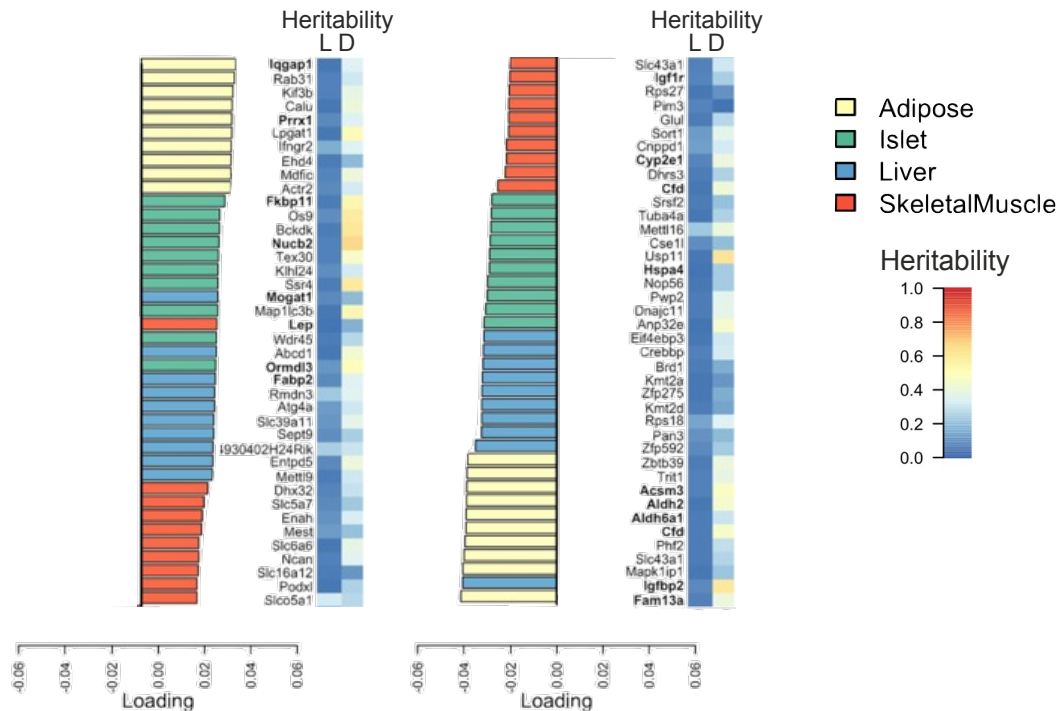 Heritability
L D
Iqgap1
Rab31
Kif3b
Calu
Prrx1
Lpgat1
Ifngr2
Ehd4
Mdfic
Actr2
Fkbp11
Os9
Bckdk
Nucb2
Tex30
Klhl24
Ssr4
Mogat1
Map1lc3b
Lep
Wdr45
Abcd1
Ormdl3
Fabp2
Rmdn3
Atg4a
Slc39a11
Sept9
4930402H24Rik
Entpd5
Mettl9
Dhx32
Slc5a7
Enah
Mest
Slc6a6
Ncan
Slc16a12
Podxl
Slco5a1
-0.06
-0.04
-0.02
0.00
0.02
0.04
0.06
Loading
Heritability
L D
Slc43a1
Igf1r
Rps27
Pim3
Glul
Sort1
Cnppd1
Cyp2e1
Dhrs3
Cfd
Srsf2
Tuba4a
Mettl16
Cse1l
Usp11
Hspa4
Nop56
Pwp2
Dnajc11
Anp32e
Eif4ebp3
Crebbp
Brd1
Kmt2a
Zfp275
Kmt2d
Rps18
Pan3
Zfp592
Zbtb39
Trit1
Acsm3
Aldh2
Aldh6a1
Cfd
Phf2
Slc43a1
Mapk1ip1
Igfbp2
Fam13a
-0.06
-0.04
-0.02
0.00
0.02
0.04
0.06
Loading
Adipose
Islet
Liver
SkeletalMuscle
Heritability
1.0
0.8
0.6
0.4
0.2
0.0